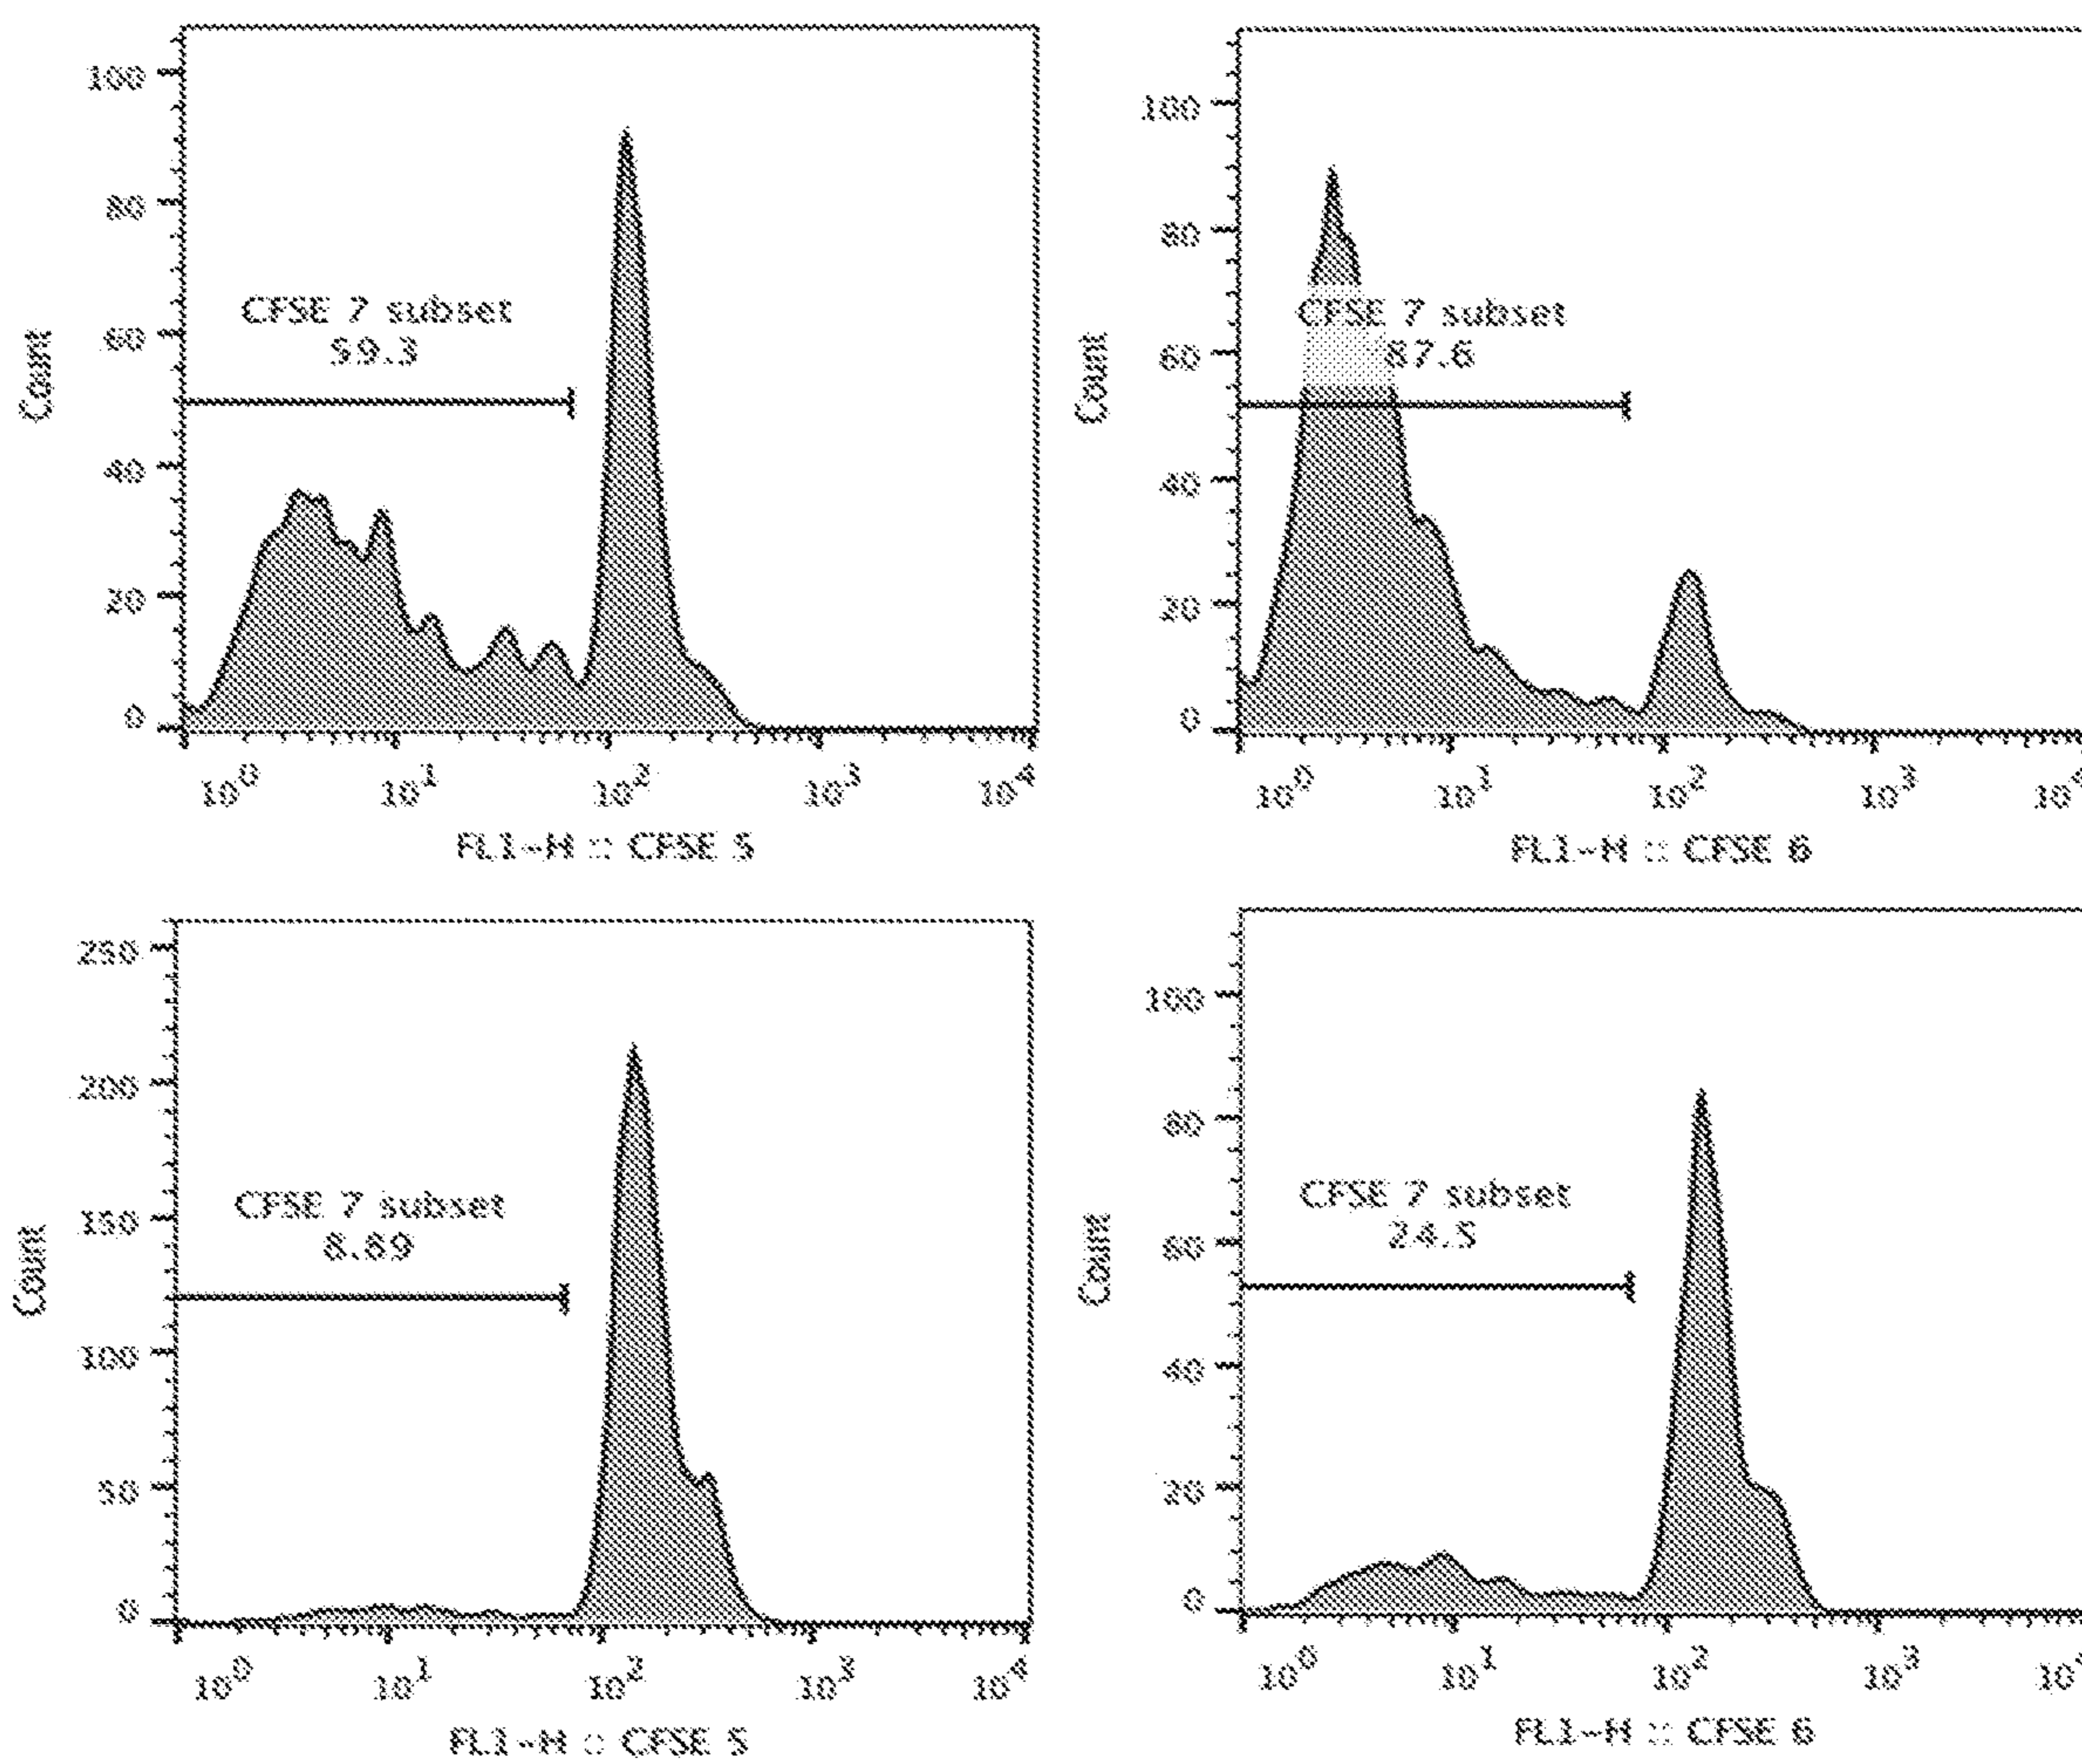 100
80
60
40
20
0
Count
CFSE 7 subset
59.3
10^0 10^1 10^2 10^3 10^4
FL1-H :: CFSE 5
100
80
60
40
20
0
Count
CFSE 7 subset
87.6
10^0 10^1 10^2 10^3 10^4
FL1-H :: CFSE 6
250
200
150
100
50
0
Count
CFSE 7 subset
8.89
10^0 10^1 10^2 10^3 10^4
FL1-H :: CFSE 5
100
80
60
40
20
0
Count
CFSE 7 subset
24.5
10^0 10^1 10^2 10^3 10^4
FL1-H :: CFSE 6